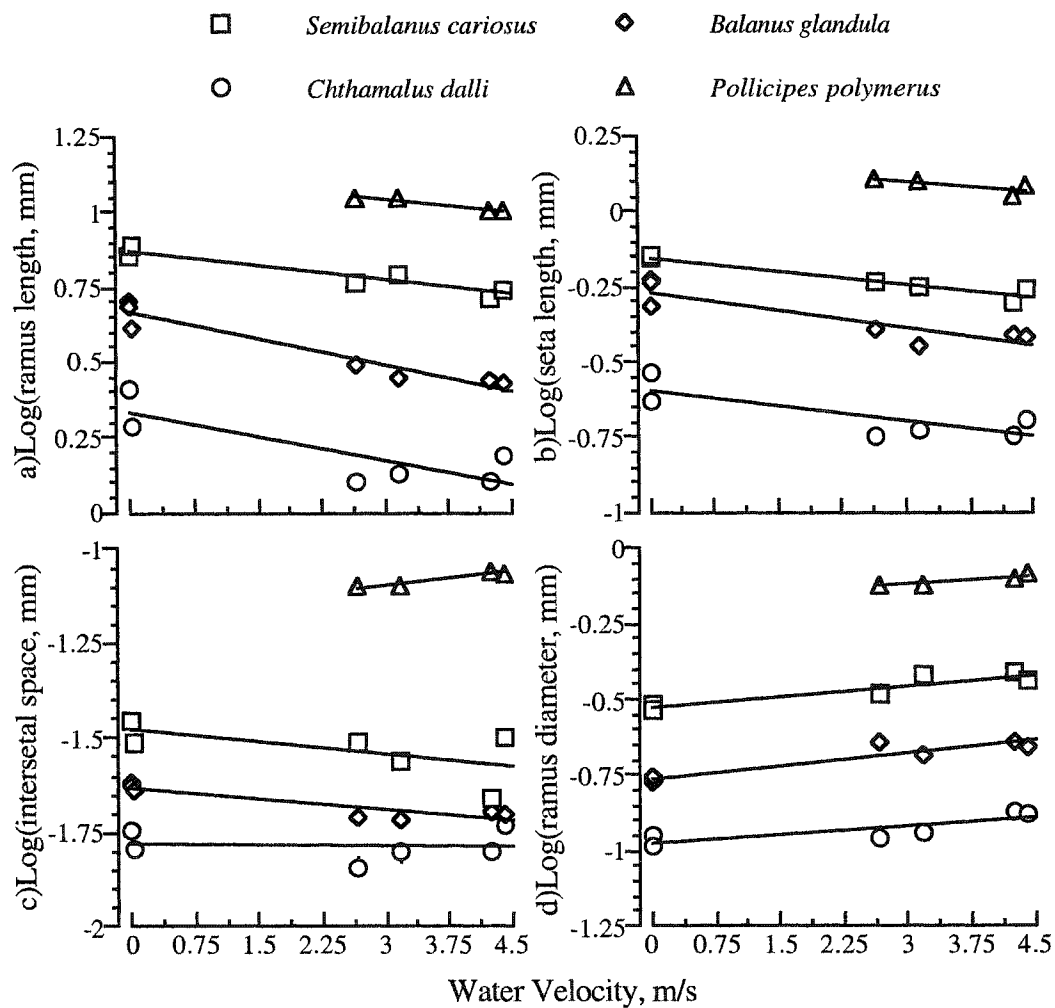 Semibalanus cariosus
Balanus glandula
Chthamalus dalli
Pollicipes polymerus
a)Log(ramus length, mm)
1.25
1
0.75
0.5
0.25
0
b)Log(seta length, mm)
0.25
0
-0.25
-0.5
-0.75
-1
c)Log(intersetal space, mm)
-1
-1.25
-1.5
-1.75
-2
0 0.75 1.5 2.25 3 3.75 4.5
d)Log(ramus diameter, mm)
0
-0.25
-0.5
-0.75
-1
-1.25
0 0.75 1.5 2.25 3 3.75 4.5
Water Velocity, m/s